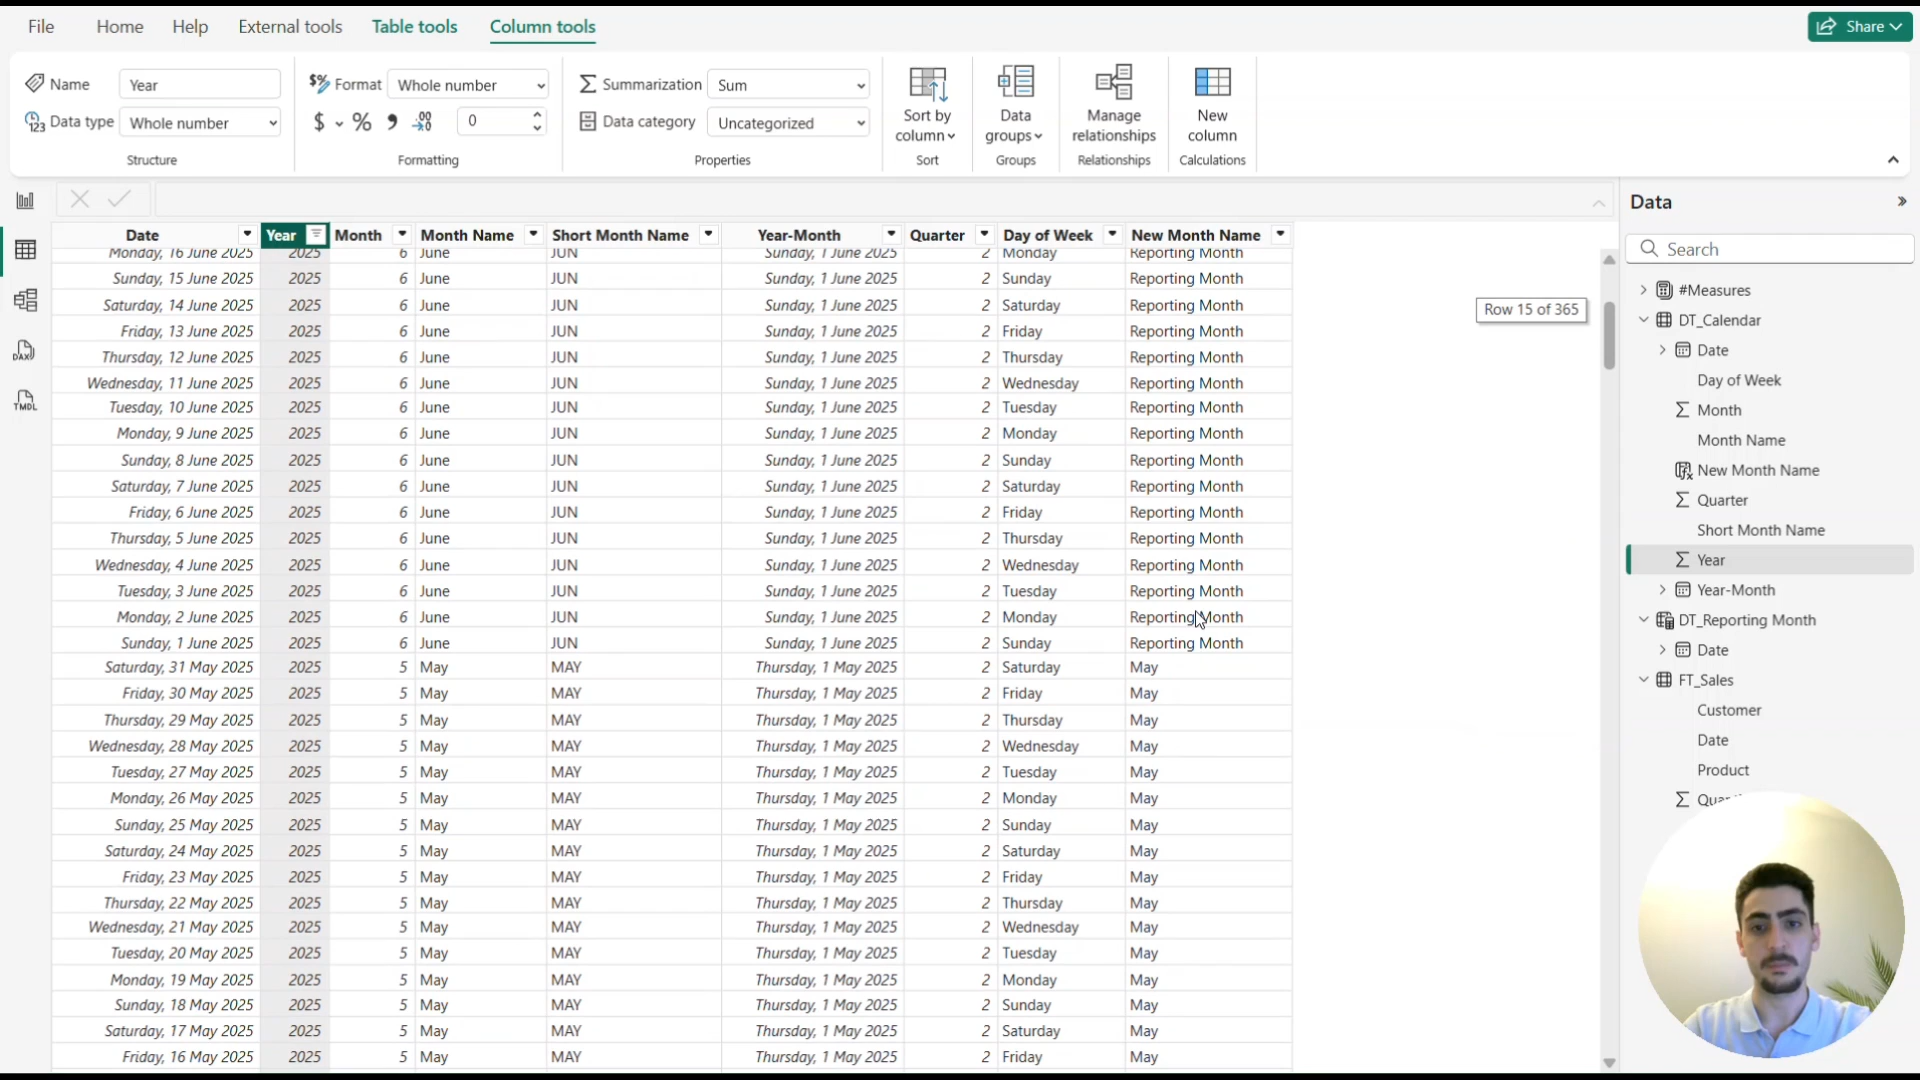 File Home Help External tools Table tools Column tools Share
Name Year $% Format Whole number Summarization Sum
Data type Whole number $ % 0 Data category Uncategorized
Sort by column Data groups Manage relationships New column
Structure Formatting Properties Sort Groups Relationships Calculations
DAX
TMDL
Date Year Month Month Name Short Month Name Year-Month Quarter Day of Week New Month Name
Monday, 16 June 2025 2025 6 June JUN Sunday, 1 June 2025 2 Monday Reporting Month
Sunday, 15 June 2025 2025 6 June JUN Sunday, 1 June 2025 2 Sunday Reporting Month
Saturday, 14 June 2025 2025 6 June JUN Sunday, 1 June 2025 2 Saturday Reporting Month
Friday, 13 June 2025 2025 6 June JUN Sunday, 1 June 2025 2 Friday Reporting Month
Thursday, 12 June 2025 2025 6 June JUN Sunday, 1 June 2025 2 Thursday Reporting Month
Wednesday, 11 June 2025 2025 6 June JUN Sunday, 1 June 2025 2 Wednesday Reporting Month
Tuesday, 10 June 2025 2025 6 June JUN Sunday, 1 June 2025 2 Tuesday Reporting Month
Monday, 9 June 2025 2025 6 June JUN Sunday, 1 June 2025 2 Monday Reporting Month
Sunday, 8 June 2025 2025 6 June JUN Sunday, 1 June 2025 2 Sunday Reporting Month
Saturday, 7 June 2025 2025 6 June JUN Sunday, 1 June 2025 2 Saturday Reporting Month
Friday, 6 June 2025 2025 6 June JUN Sunday, 1 June 2025 2 Friday Reporting Month
Thursday, 5 June 2025 2025 6 June JUN Sunday, 1 June 2025 2 Thursday Reporting Month
Wednesday, 4 June 2025 2025 6 June JUN Sunday, 1 June 2025 2 Wednesday Reporting Month
Tuesday, 3 June 2025 2025 6 June JUN Sunday, 1 June 2025 2 Tuesday Reporting Month
Monday, 2 June 2025 2025 6 June JUN Sunday, 1 June 2025 2 Monday Reporting Month
Sunday, 1 June 2025 2025 6 June JUN Sunday, 1 June 2025 2 Sunday Reporting Month
Saturday, 31 May 2025 2025 5 May MAY Thursday, 1 May 2025 2 Saturday May
Friday, 30 May 2025 2025 5 May MAY Thursday, 1 May 2025 2 Friday May
Thursday, 29 May 2025 2025 5 May MAY Thursday, 1 May 2025 2 Thursday May
Wednesday, 28 May 2025 2025 5 May MAY Thursday, 1 May 2025 2 Wednesday May
Tuesday, 27 May 2025 2025 5 May MAY Thursday, 1 May 2025 2 Tuesday May
Monday, 26 May 2025 2025 5 May MAY Thursday, 1 May 2025 2 Monday May
Sunday, 25 May 2025 2025 5 May MAY Thursday, 1 May 2025 2 Sunday May
Saturday, 24 May 2025 2025 5 May MAY Thursday, 1 May 2025 2 Saturday May
Friday, 23 May 2025 2025 5 May MAY Thursday, 1 May 2025 2 Friday May
Thursday, 22 May 2025 2025 5 May MAY Thursday, 1 May 2025 2 Thursday May
Wednesday, 21 May 2025 2025 5 May MAY Thursday, 1 May 2025 2 Wednesday May
Tuesday, 20 May 2025 2025 5 May MAY Thursday, 1 May 2025 2 Tuesday May
Monday, 19 May 2025 2025 5 May MAY Thursday, 1 May 2025 2 Monday May
Sunday, 18 May 2025 2025 5 May MAY Thursday, 1 May 2025 2 Sunday May
Saturday, 17 May 2025 2025 5 May MAY Thursday, 1 May 2025 2 Saturday May
Friday, 16 May 2025 2025 5 May MAY Thursday, 1 May 2025 2 Friday May
Row 15 of 365
Data
Search
#Measures
DT_Calendar
Date
Day of Week
Month
Month Name
New Month Name
Quarter
Short Month Name
Year
Year-Month
DT_Reporting Month
Date
FT_Sales
Customer
Date
Product